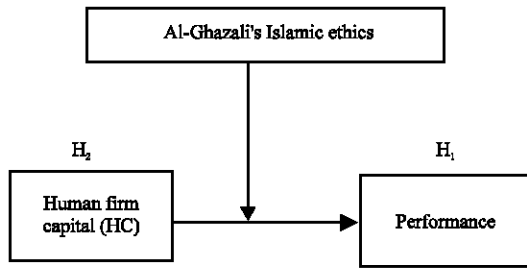 Al-Ghazali's Islamic ethics
H₂
H₁
Human firm
capital (HC)
Performance